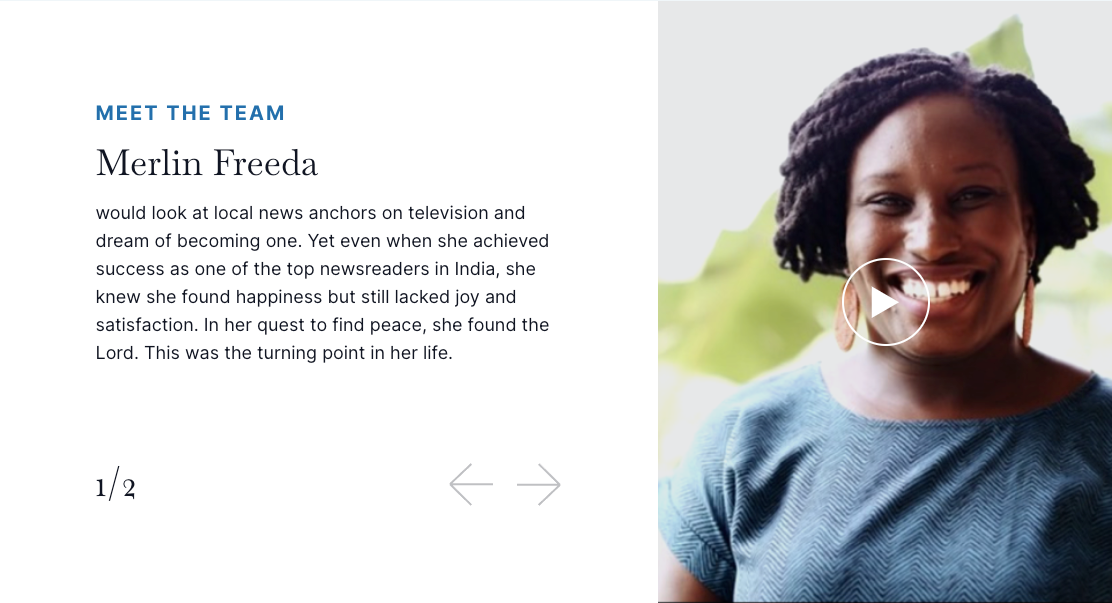 MEET THE TEAM
Merlin Freeda
would look at local news anchors on television and
dream of becoming one. Yet even when she achieved
success as one of the top newsreaders in India, she
knew she found happiness but still lacked joy and
satisfaction. In her quest to find peace, she found the
Lord. This was the turning point in her life.
1/2